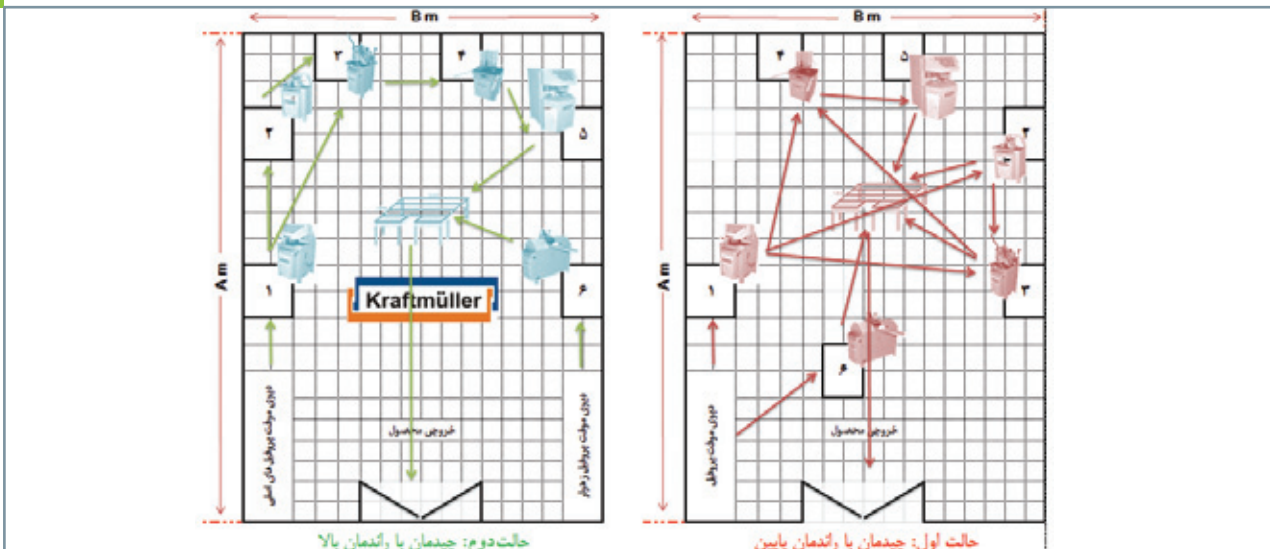 B m
B m
۴
۵
۲
۳
A m
۱
۳
۶
دپوی موقت پروفیل
خروجی محصول
حالت اول: چیدمان با راندمان پایین
۳
۴
۲
۵
A m
۱
Kraftmüller
۶
دپوی موقت پروفیل های اصلی
خروجی محصول
دپوی موقت پروفیل زهوار
حالت دوم: چیدمان با راندمان بالا